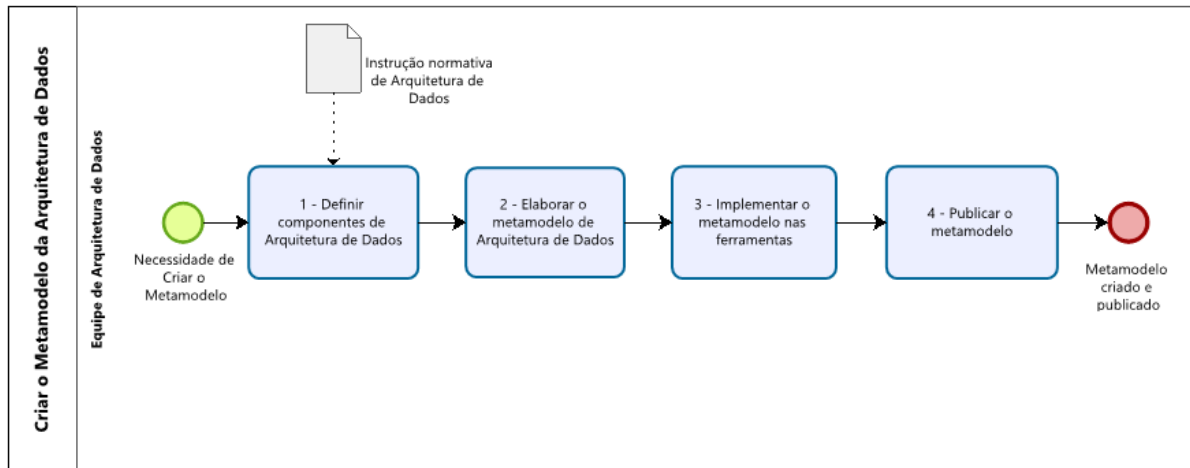 Criar o Metamodelo da Arquitetura de Dados
Equipe de Arquitetura de Dados
Instrução normativa
de Arquitetura de
Dados
Necessidade de
Criar o
Metamodelo
1 - Definir
componentes de
Arquitetura de Dados
2 - Elaborar o
metamodelo de
Arquitetura de Dados
3 - Implementar o
metamodelo nas
ferramentas
4 - Publicar o
metamodelo
Metamodelo
criado e
publicado